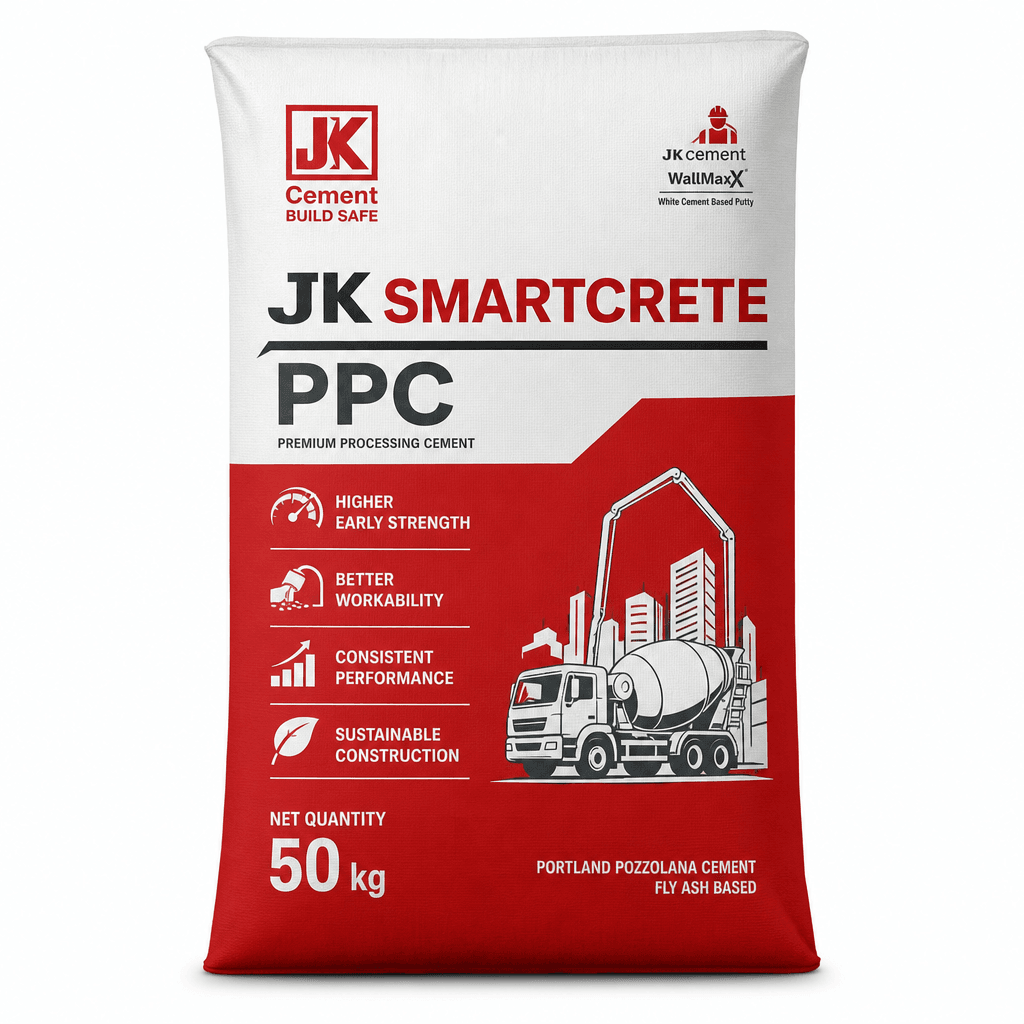 JK
Cement
BUILD SAFE
JK cement
WallMaxX
White Cement Based Putty
JK SMARTCRETE
PPC
PREMIUM PROCESSING CEMENT
HIGHER
EARLY STRENGTH
BETTER
WORKABILITY
CONSISTENT
PERFORMANCE
SUSTAINABLE
CONSTRUCTION
NET QUANTITY
50 kg
PORTLAND POZZOLANA CEMENT
FLY ASH BASED